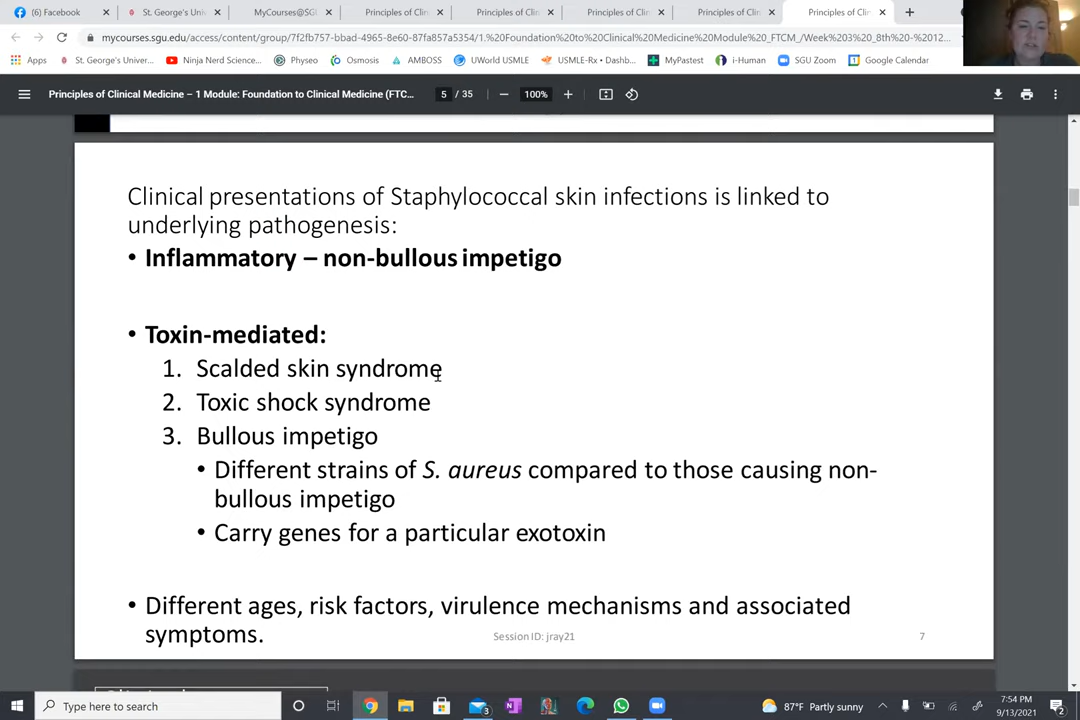 (6) Facebook
St. George's Univ
MyCourses@SGU
Principles of Clin
Principles of Clin
Principles of Clin
Principles of Clin
Principles of Clin
mycourses.sgu.edu/access/content/group/7f2fb757-bbad-4965-8e60-87fa857a5354/1.%20Foundation%20to%20Clinical%20Medicine%20Module%20_FTCM_/Week%203%20_8th%20-%2012...
Apps St. George's Univer... Ninja Nerd Science... Physeo Osmosis AMBOSS UWorld USMLE USMLE-Rx • Dashb... MyPastest i-Human SGU Zoom Google Calendar
Principles of Clinical Medicine – 1 Module: Foundation to Clinical Medicine (FTC... 5 / 35 100%
Clinical presentations of Staphylococcal skin infections is linked to
underlying pathogenesis:
• Inflammatory – non-bullous impetigo
• Toxin-mediated:
1. Scalded skin syndrome
2. Toxic shock syndrome
3. Bullous impetigo
• Different strains of S. aureus compared to those causing non-
bullous impetigo
• Carry genes for a particular exotoxin
• Different ages, risk factors, virulence mechanisms and associated
symptoms.
Session ID: jray21
7
Type here to search
3
87°F Partly sunny
7:54 PM
9/13/2021
2